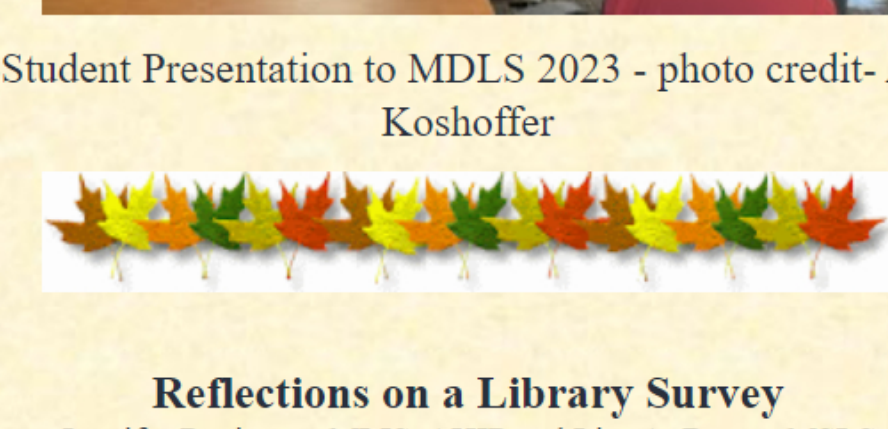 Student Presentation to MDLS 2023 - photo credit-
Koshoffer
Reflections on a Library Survey